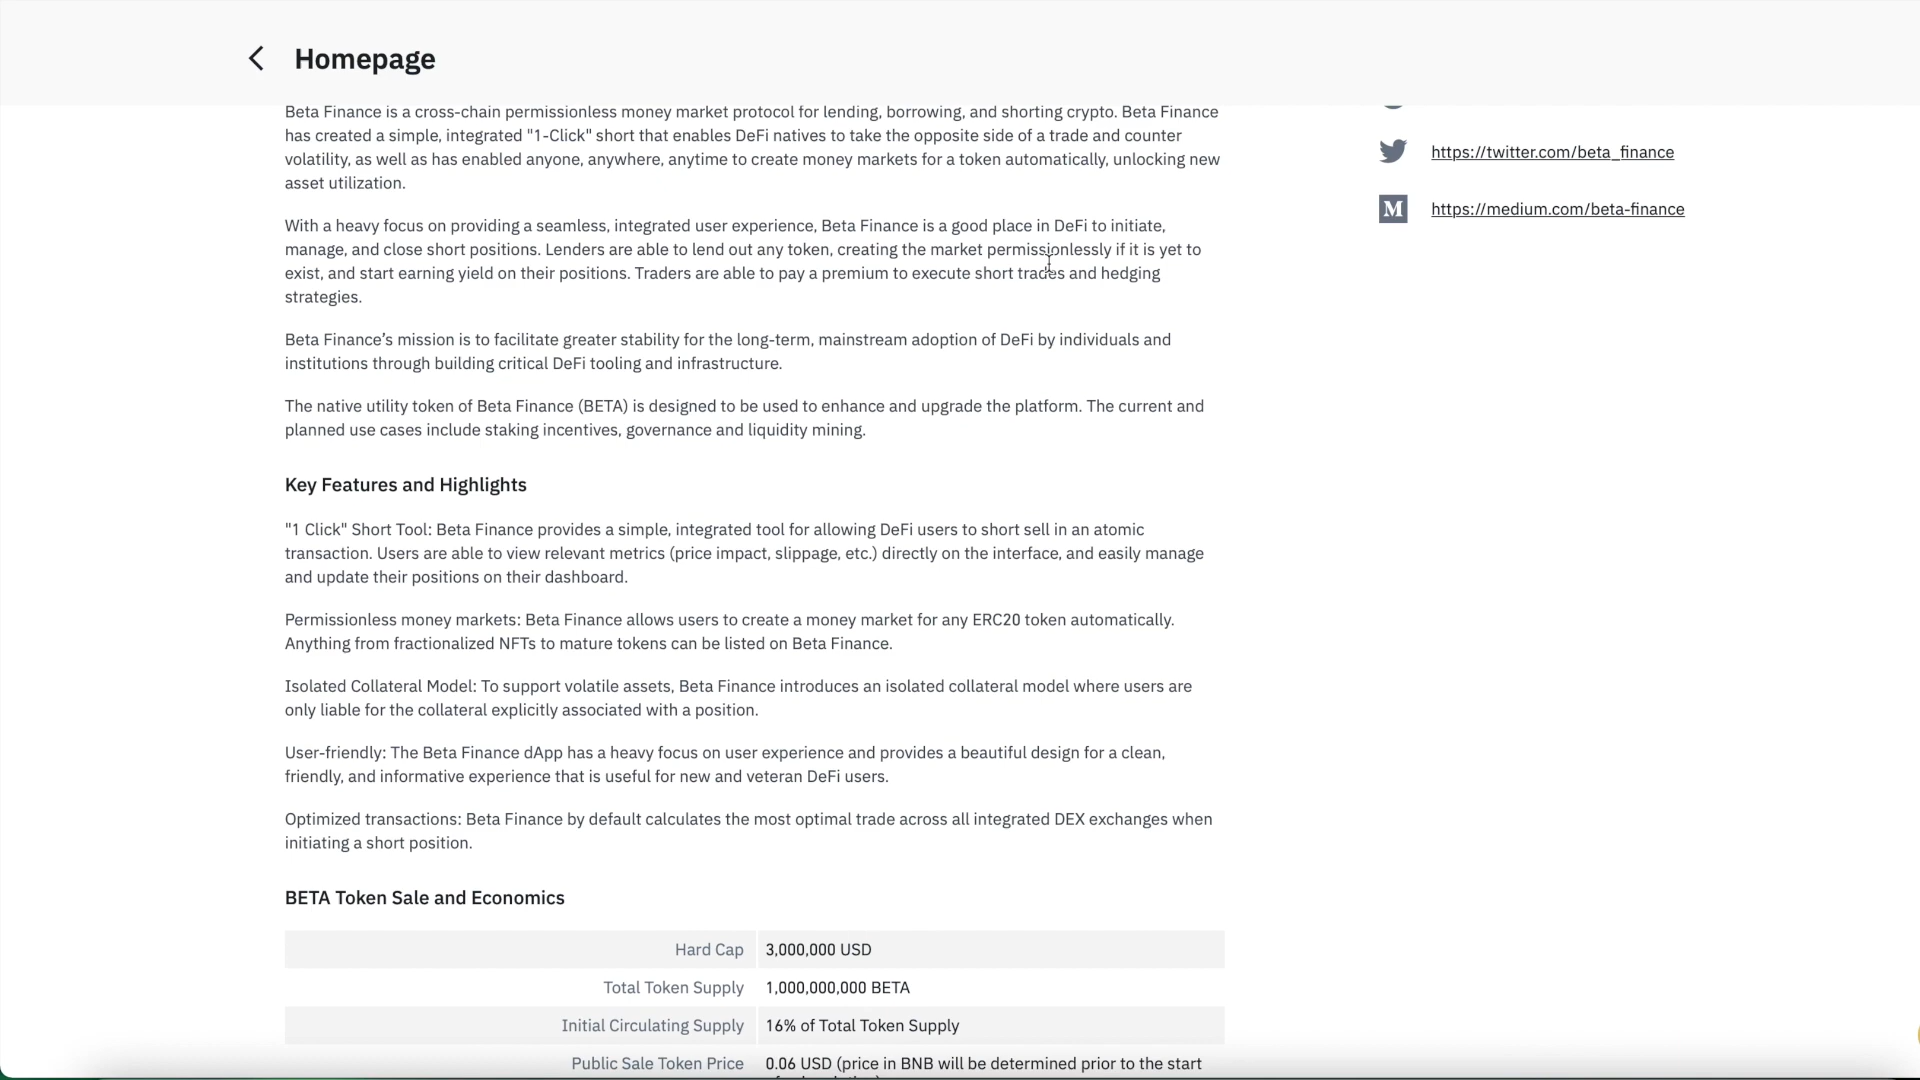 Homepage
Beta Finance is a cross-chain permissionless money market protocol for lending, borrowing, and shorting crypto. Beta Finance
has created a simple, integrated "1-Click" short that enables DeFi natives to take the opposite side of a trade and counter
volatility, as well as has enabled anyone, anywhere, anytime to create money markets for a token automatically, unlocking new
asset utilization.
With a heavy focus on providing a seamless, integrated user experience, Beta Finance is a good place in DeFi to initiate,
manage, and close short positions. Lenders are able to lend out any token, creating the market permissionlessly if it is yet to
exist, and start earning yield on their positions. Traders are able to pay a premium to execute short trades and hedging
strategies.
Beta Finance’s mission is to facilitate greater stability for the long-term, mainstream adoption of DeFi by individuals and
institutions through building critical DeFi tooling and infrastructure.
The native utility token of Beta Finance (BETA) is designed to be used to enhance and upgrade the platform. The current and
planned use cases include staking incentives, governance and liquidity mining.
Key Features and Highlights
"1 Click" Short Tool: Beta Finance provides a simple, integrated tool for allowing DeFi users to short sell in an atomic
transaction. Users are able to view relevant metrics (price impact, slippage, etc.) directly on the interface, and easily manage
and update their positions on their dashboard.
Permissionless money markets: Beta Finance allows users to create a money market for any ERC20 token automatically.
Anything from fractionalized NFTs to mature tokens can be listed on Beta Finance.
Isolated Collateral Model: To support volatile assets, Beta Finance introduces an isolated collateral model where users are
only liable for the collateral explicitly associated with a position.
User-friendly: The Beta Finance dApp has a heavy focus on user experience and provides a beautiful design for a clean,
friendly, and informative experience that is useful for new and veteran DeFi users.
Optimized transactions: Beta Finance by default calculates the most optimal trade across all integrated DEX exchanges when
initiating a short position.
BETA Token Sale and Economics
Hard Cap 3,000,000 USD
Total Token Supply 1,000,000,000 BETA
Initial Circulating Supply 16% of Total Token Supply
Public Sale Token Price 0.06 USD (price in BNB will be determined prior to the start
https://twitter.com/beta_finance
M https://medium.com/beta-finance